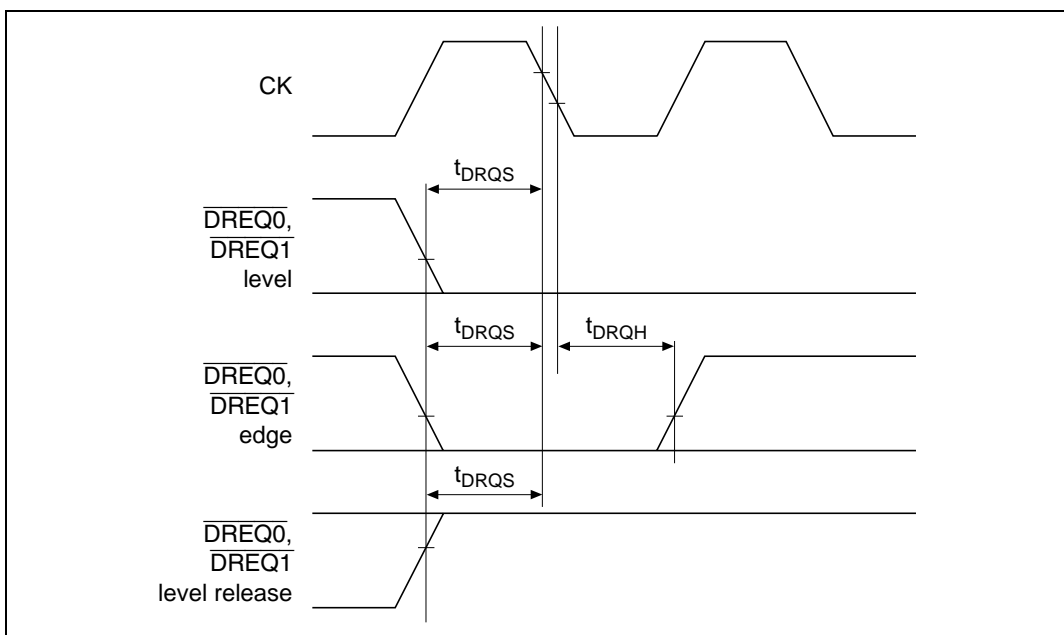 CK
tDRQS
DREQ0,
DREQ1
level
tDRQS
tDRQH
DREQ0,
DREQ1
edge
tDRQS
DREQ0,
DREQ1
level release